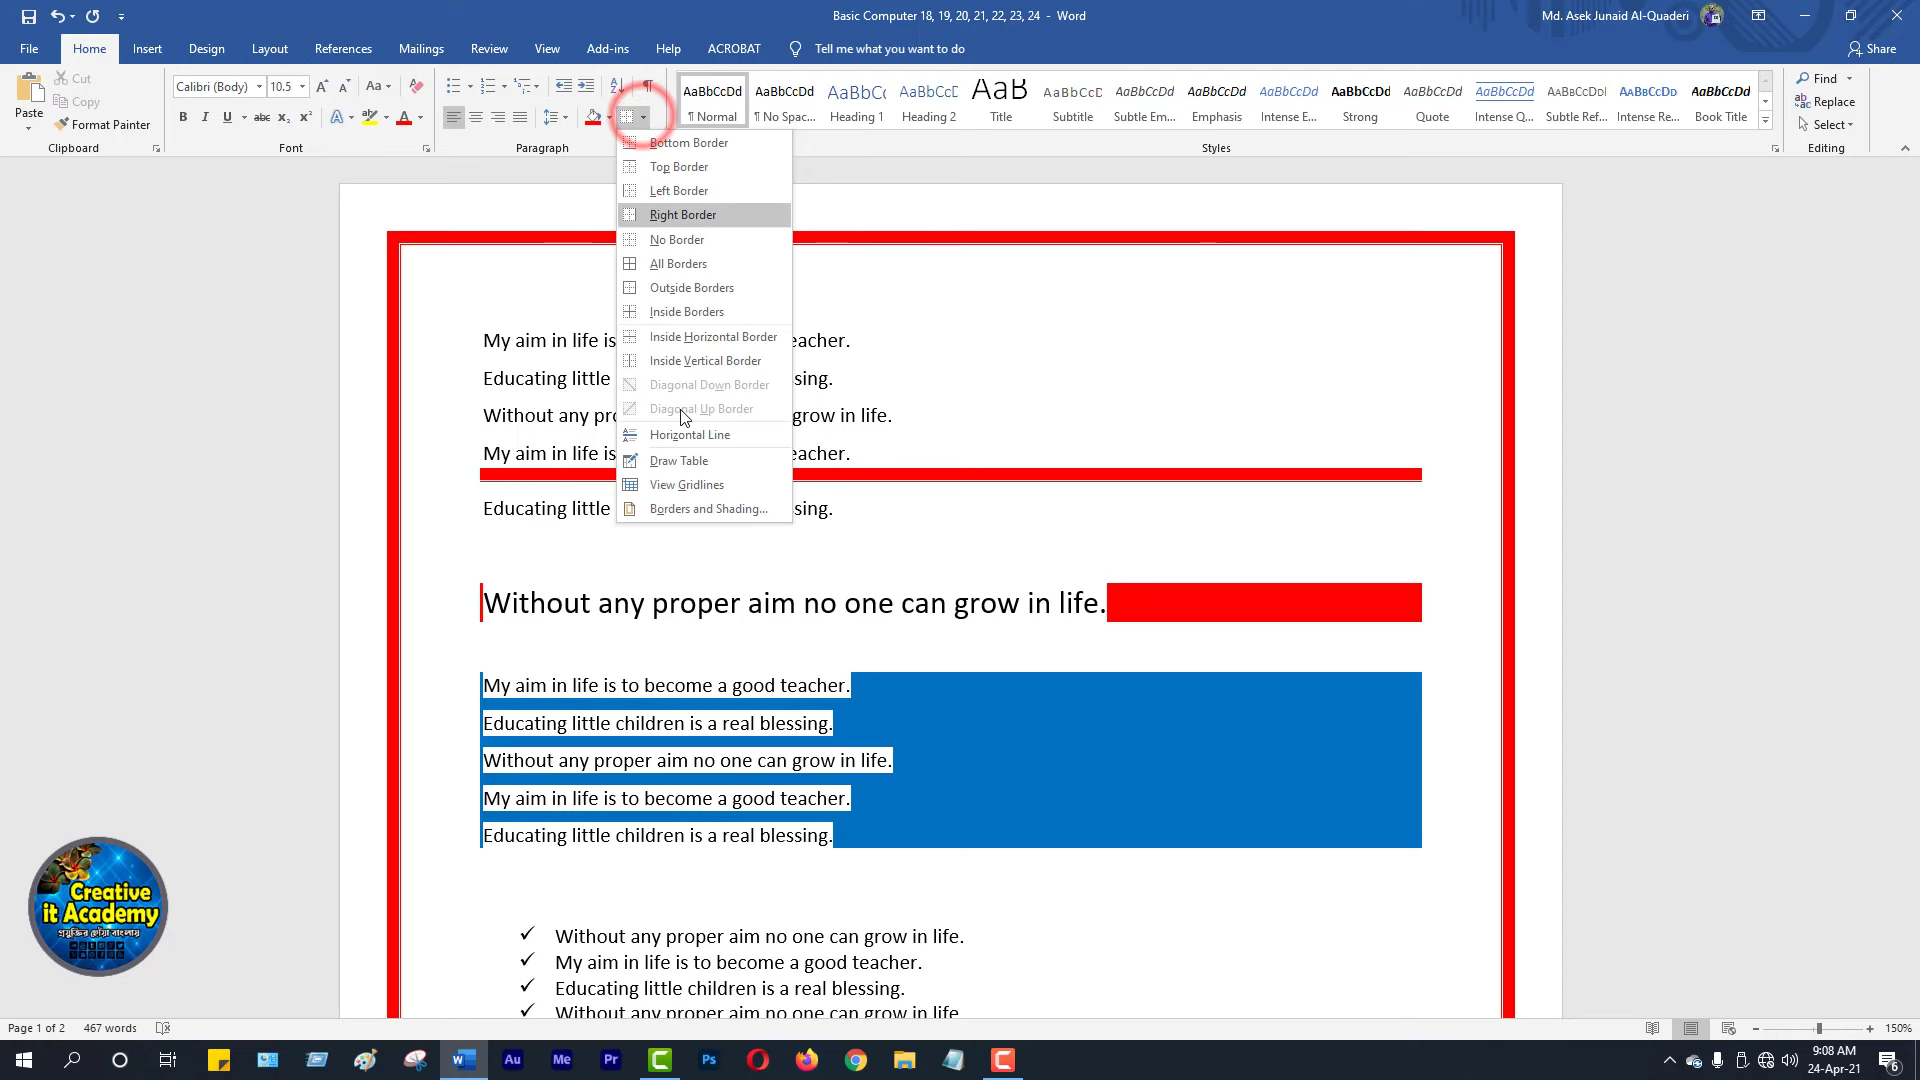 Basic Computer 18, 19, 20, 21, 22, 23, 24 - Word
Md. Asek Junaid Al-Quaderi
File Home Insert Design Layout References Mailings Review View Add-ins Help ACROBAT Tell me what you want to do Share
Paste
Cut
Copy
Format Painter
Clipboard
Calibri (Body) 10.5
Font
Paragraph
AaBbCcDd AaBbCcDd AaBbCc AaBbCcC AaB AaBbCcC AaBbCcDd AaBbCcDd AaBbCcDd AaBbCcDd AaBbCcDd AaBbCcDd AaBbCcDd AaBbCcDd AaBbCcDd
¶ Normal ¶ No Spac... Heading 1 Heading 2 Title Subtitle Subtle Em... Emphasis Intense E... Strong Quote Intense Q... Subtle Ref... Intense Re... Book Title
Styles
Find
Replace
Select
Editing
Bottom Border
Top Border
Left Border
Right Border
No Border
All Borders
Outside Borders
Inside Borders
Inside Horizontal Border
Inside Vertical Border
Diagonal Down Border
Diagonal Up Border
Horizontal Line
Draw Table
View Gridlines
Borders and Shading...
My aim in life is eacher.
Educating little sing.
Without any pro grow in life.
My aim in life is eacher.
Educating little sing.
Without any proper aim no one can grow in life.
My aim in life is to become a good teacher.
Educating little children is a real blessing.
Without any proper aim no one can grow in life.
My aim in life is to become a good teacher.
Educating little children is a real blessing.
Without any proper aim no one can grow in life.
My aim in life is to become a good teacher.
Educating little children is a real blessing.
Without any proper aim no one can grow in life.
Creative
it Academy
প্রযুক্তির ছোঁয়া বাংলায়
Page 1 of 2 467 words
150%
Au Me Pr Ps
9:08 AM
24-Apr-21
6